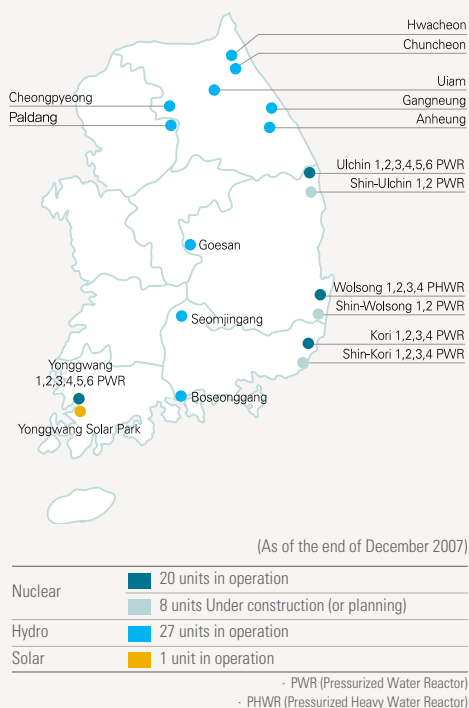 Hwacheon
Chuncheon
Uiam
Cheongpyeong
Gangneung
Paldang
Anheung
Ulchin 1,2,3,4,5,6 PWR
Shin-Ulchin 1,2 PWR
Goesan
Wolsong 1,2,3,4 PHWR
Shin-Wolsong 1,2 PWR
Seomjingang
Kori 1,2,3,4 PWR
Shin-Kori 1,2,3,4 PWR
Yonggwang
1,2,3,4,5,6 PWR
Boseonggang
Yonggwang Solar Park
(As of the end of December 2007)
Nuclear
20 units in operation
8 units Under construction (or planning)
Hydro 27 units in operation
Solar 1 unit in operation
· PWR (Pressurized Water Reactor)
· PHWR (Pressurized Heavy Water Reactor)